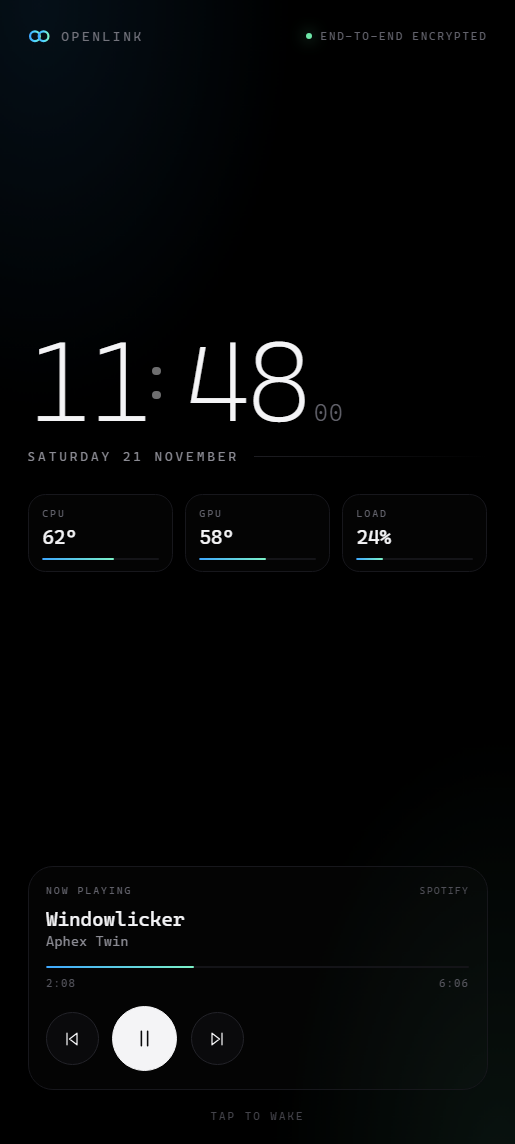 OPENLINK
END-TO-END ENCRYPTED
11:48 00
SATURDAY 21 NOVEMBER
CPU
62°
GPU
58°
LOAD
24%
NOW PLAYING
SPOTIFY
Windowlicker
Aphex Twin
2:08
6:06
TAP TO WAKE